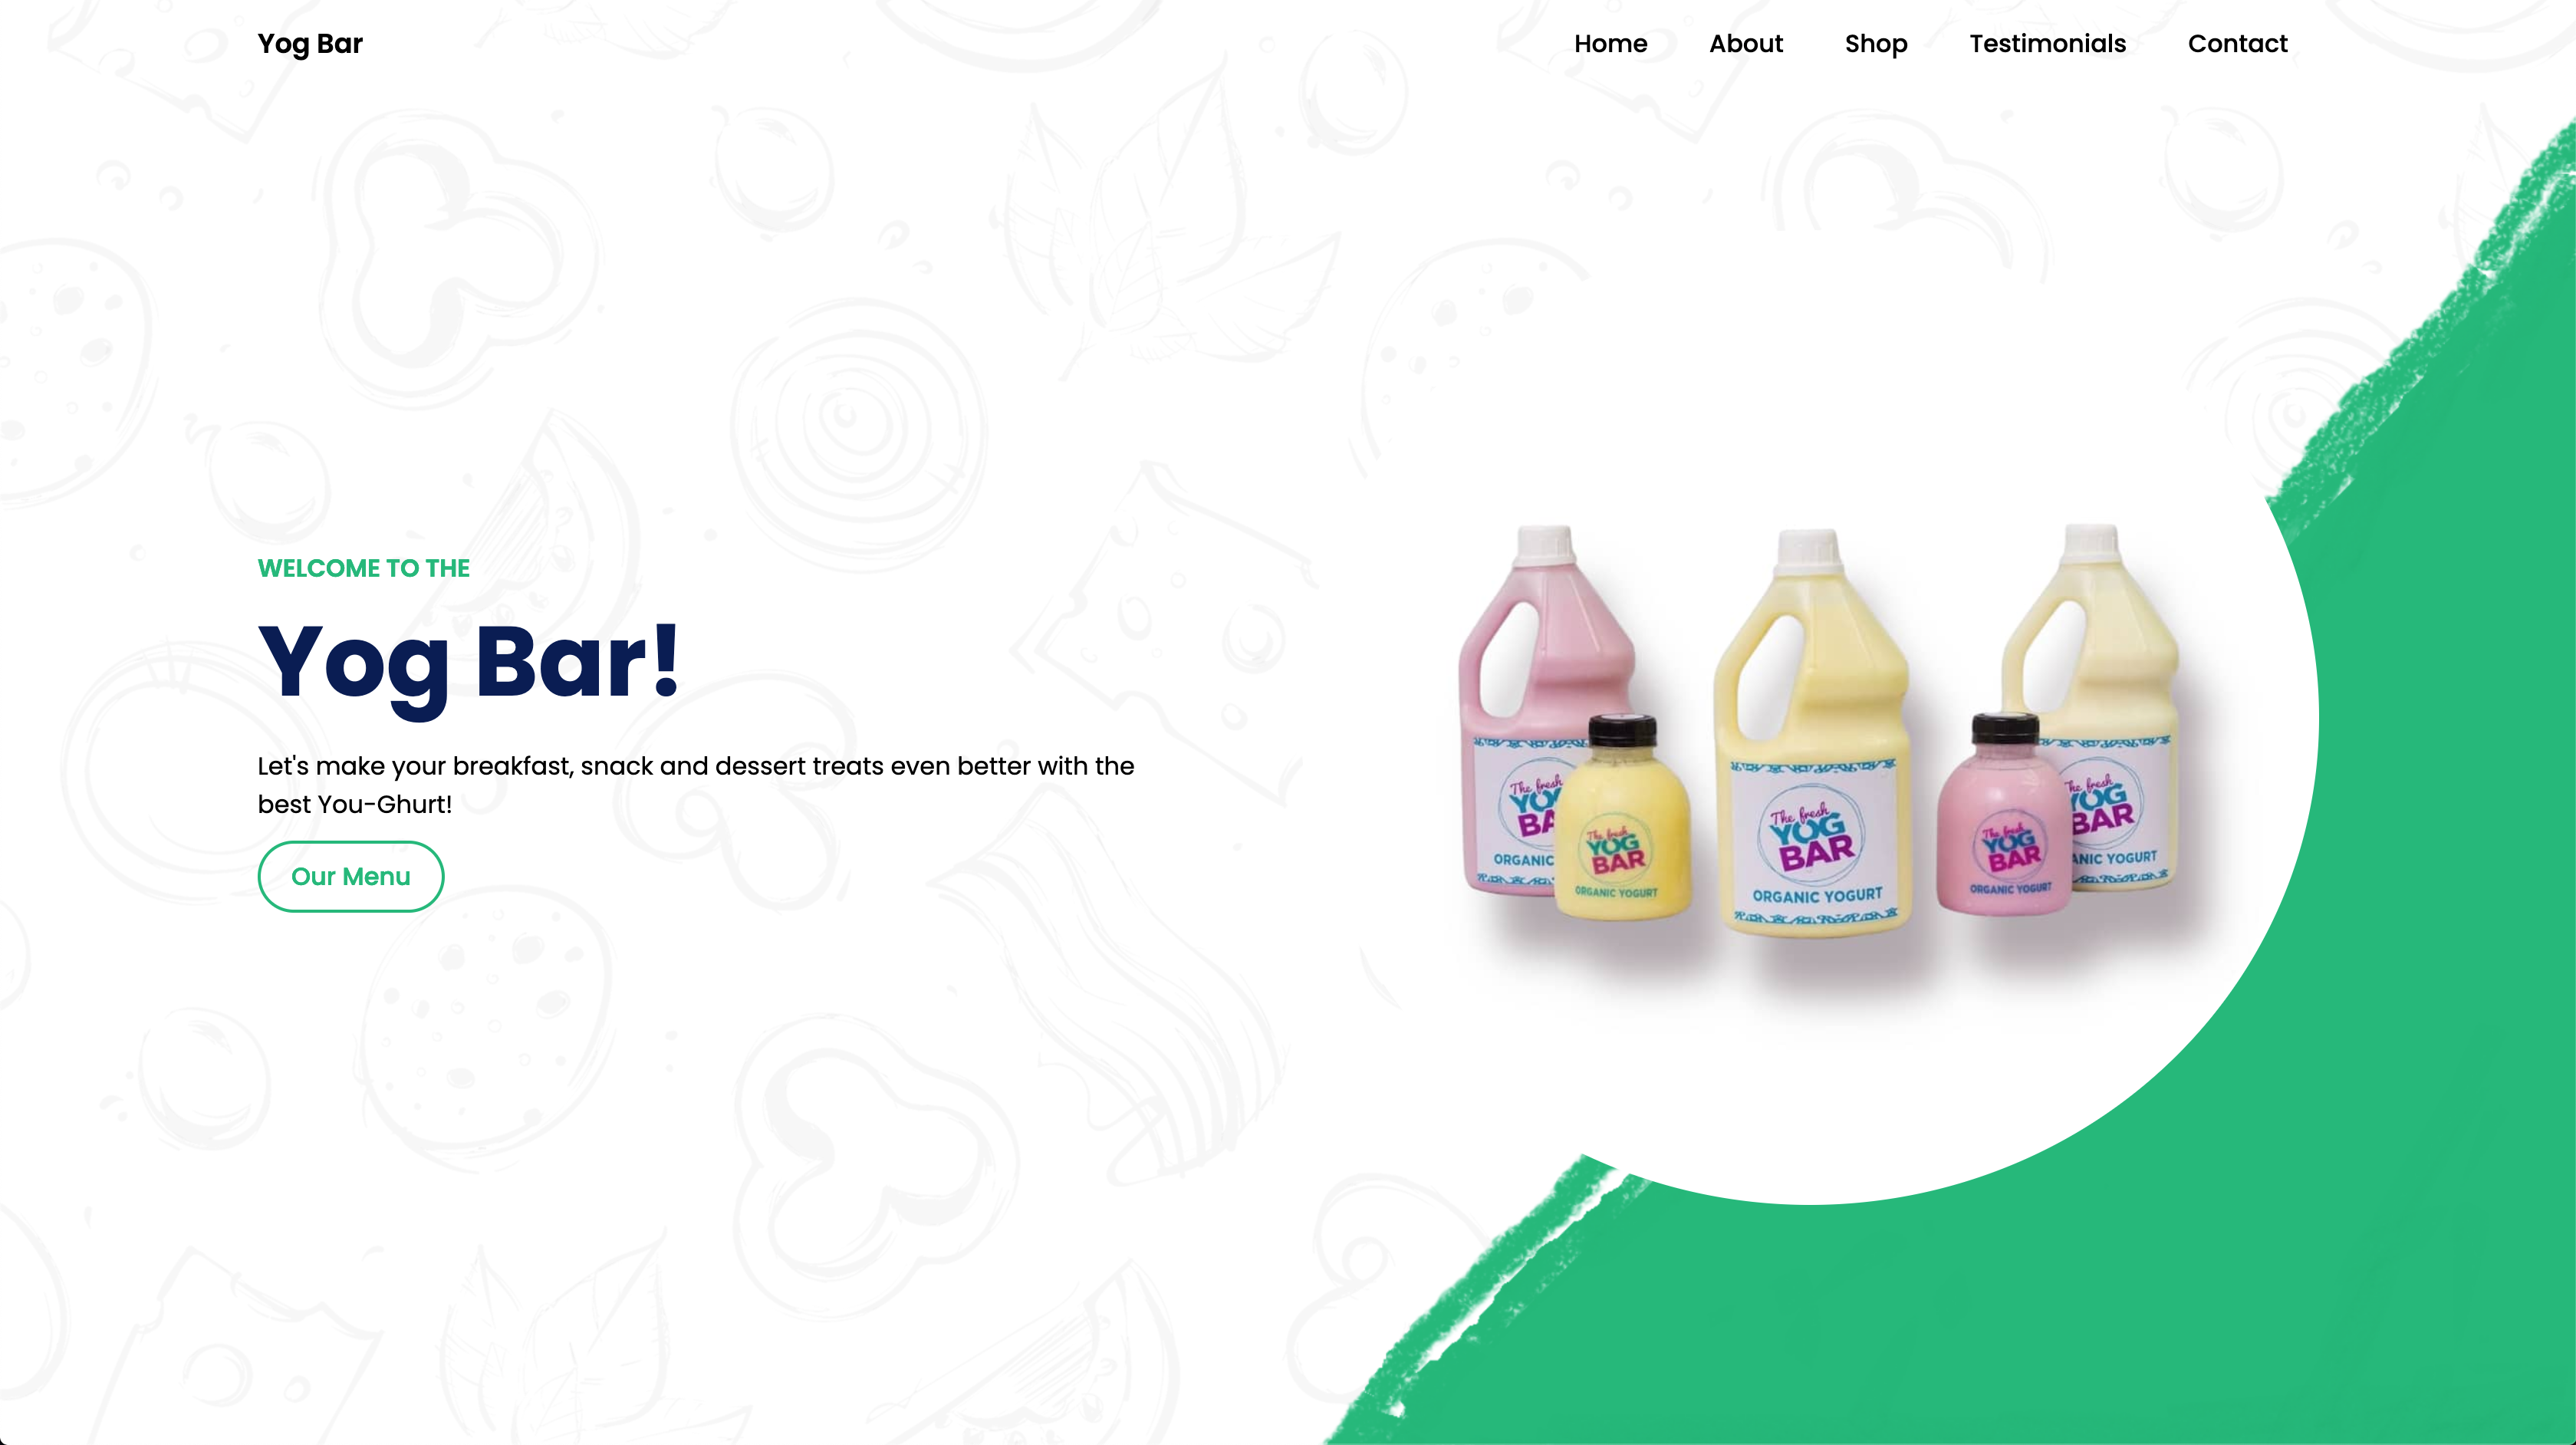 Yog Bar
Home About Shop Testimonials Contact
WELCOME TO THE
Yog Bar!
Let's make your breakfast, snack and dessert treats even better with the
best You-Ghurt!
Our Menu
The fresh
YOG
BAR
ORGANIC YOGURT
The fresh
YOG
BAR
ORGANIC YOGURT
The fresh
YOG
BAR
ORGANIC YOGURT
The fresh
YO
BA
ORGANIC
The fresh
YOG
BAR
ANIC YOGURT